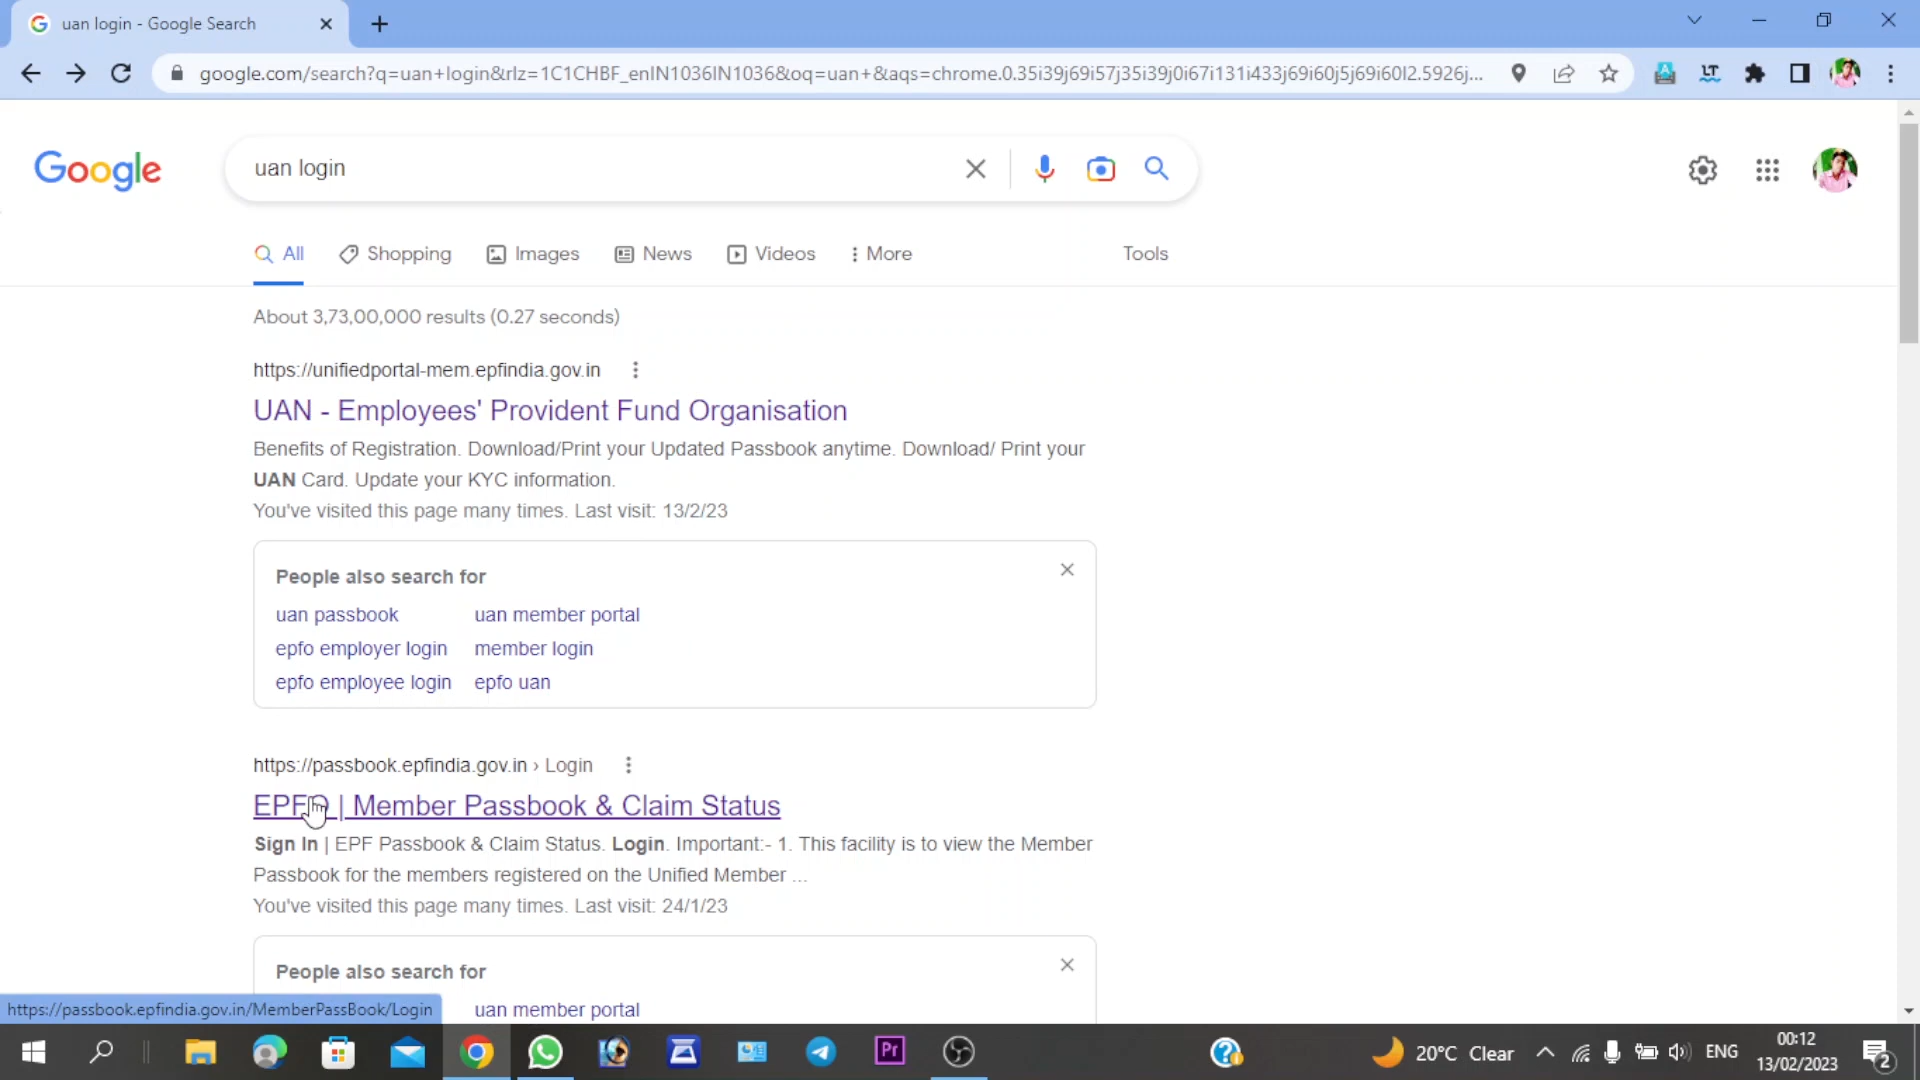 uan login - Google Search
google.com/search?q=uan+login&rlz=1C1CHBF_enIN1036IN1036&oq=uan+&aqs=chrome.0.35i39j69i57j35i39j0i67i131i433j69i60j5j69i60l2.5926j...
LT
Google
uan login
All
Shopping
Images
News
Videos
More
Tools
About 3,73,00,000 results (0.27 seconds)
https://unifiedportal-mem.epfindia.gov.in
UAN - Employees' Provident Fund Organisation
Benefits of Registration. Download/Print your Updated Passbook anytime. Download/ Print your
UAN Card. Update your KYC information.
You've visited this page many times. Last visit: 13/2/23
People also search for
uan passbook
uan member portal
epfo employer login
member login
epfo employee login
epfo uan
https://passbook.epfindia.gov.in › Login
EPFO | Member Passbook & Claim Status
Sign In | EPF Passbook & Claim Status. Login. Important:- 1. This facility is to view the Member
Passbook for the members registered on the Unified Member ...
You've visited this page many times. Last visit: 24/1/23
People also search for
uan member portal
https://passbook.epfindia.gov.in/MemberPassBook/Login
Pr
20°C Clear
ENG
00:12
13/02/2023
2